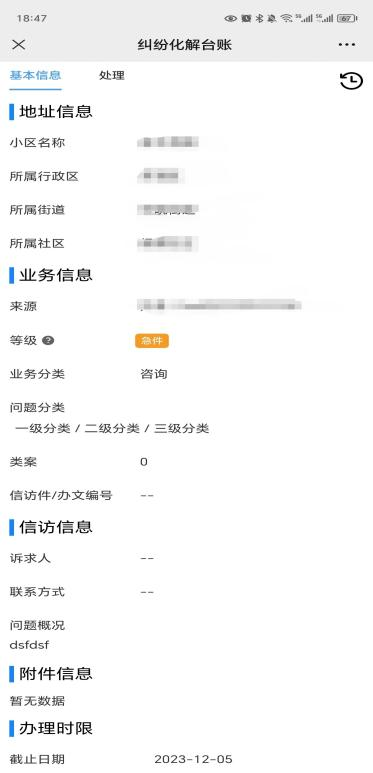 18:47
67
纠纷化解台账
基本信息 处理
地址信息
小区名称
所属行政区
所属街道
所属社区
业务信息
来源
等级 ? 急件
业务分类 咨询
问题分类
一级分类 / 二级分类 / 三级分类
类案 0
信访件/办文编号 --
信访信息
诉求人 --
联系方式 --
问题概况
dsfdsf
附件信息
暂无数据
办理时限
截止日期 2023-12-05